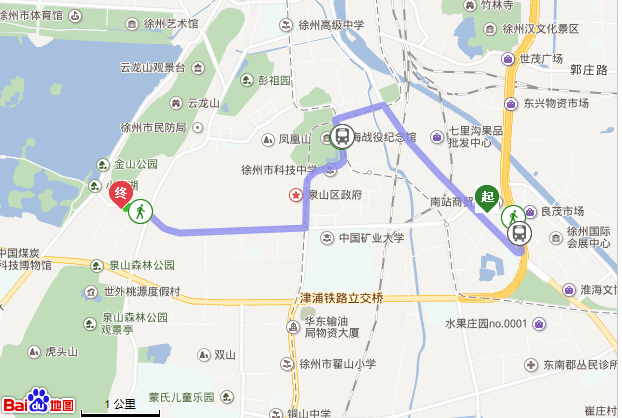 徐州市体育馆
徐州艺术馆
徐州高级中学
竹林寺
徐州汉文化景区
云龙山观景台
世茂广场
郭庄路
彭祖园
云龙山
东兴物资市场
徐州市民防局
凤凰山
海战役纪念馆
七里沟果品
批发中心
金山公园
徐州市科技中学
小
湖
终
泉山区政府
起
南站商贸
良茂市场
中国矿业大学
徐州国际
会展中心
中国煤炭
科技博物馆
泉山森林公园
世外桃源度假村
津浦铁路立交桥
淮海文博
泉山森林公园
观景亭
华东输油
局物资大厦
水果庄园no.0001
虎头山
双山
徐州市翟山小学
东南郡丛民诊所
蒙氏儿童乐园
Bai du 地图
1 公里
铜山中学
崔庄村